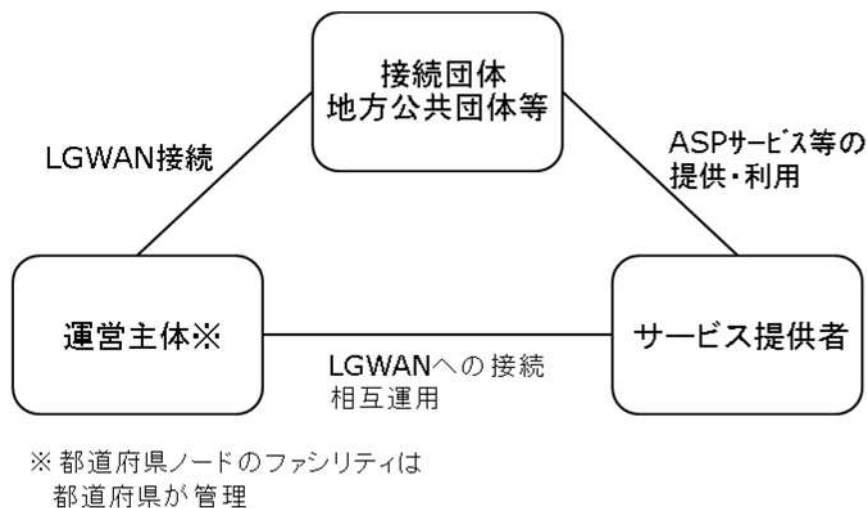 接続団体
地方公共団体等
LGWAN接続
ASPサービス等の
提供・利用
運営主体※
サービス提供者
LGWANへの接続
相互運用
※ 都道府県ノードのファシリティは
都道府県が管理